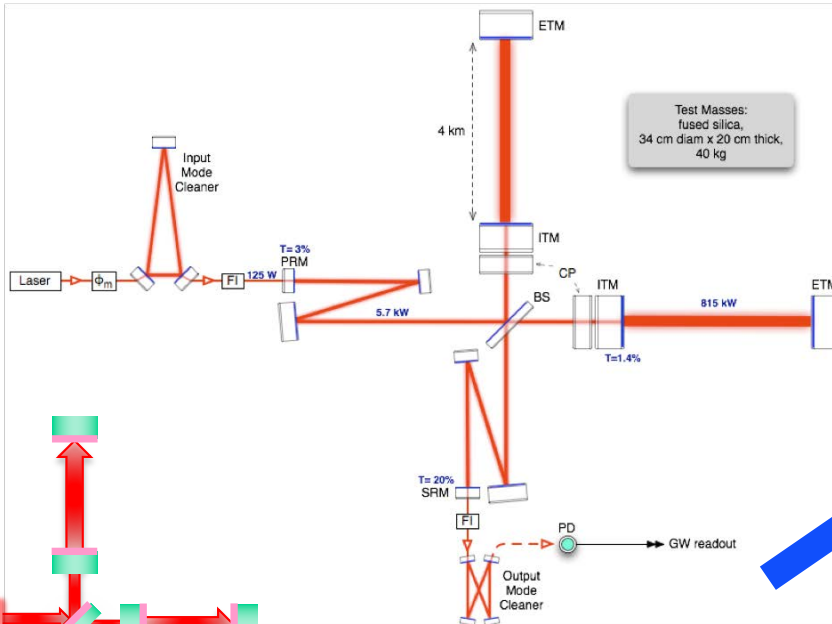 ETM
4 km
Test Masses:
fused silica,
34 cm diam x 20 cm thick,
40 kg
Input
Mode
Cleaner
ITM
T= 3%
PRM
CP
ITM
ETM
Laser
ϕm
FI
125 W
BS
815 kW
5.7 kW
T=1.4%
T= 20%
SRM
FI
PD
GW readout
Output
Mode
Cleaner